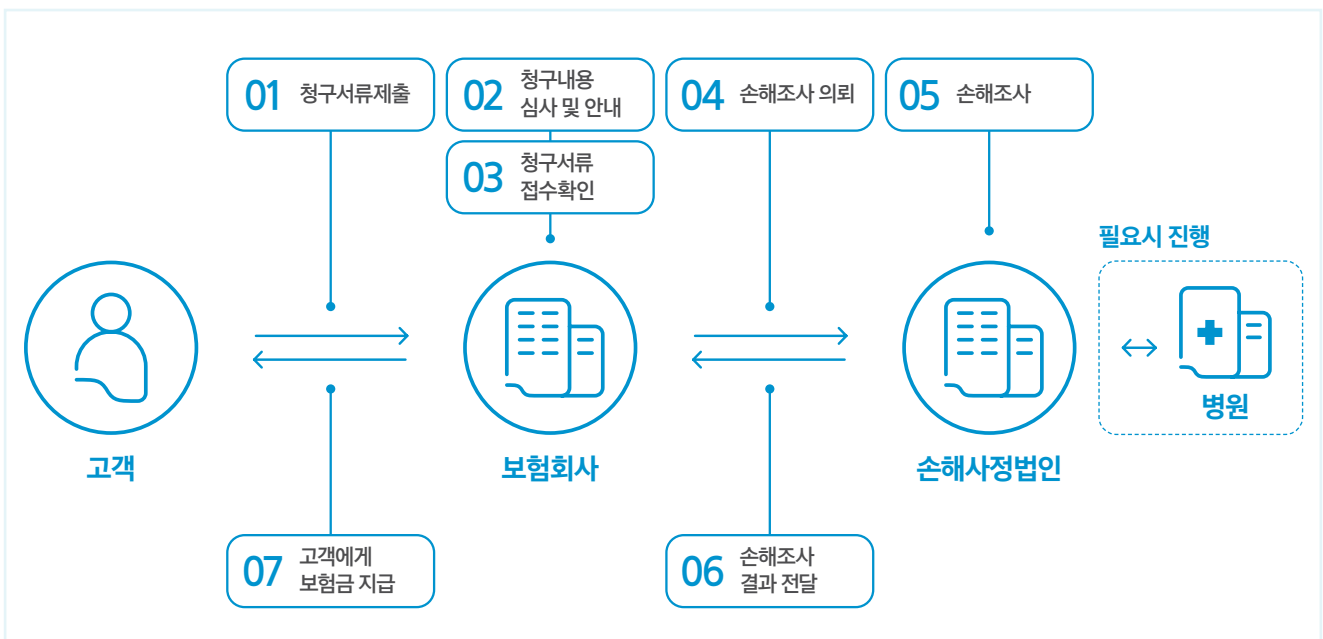 01 청구서류제출
02 청구내용
심사 및 안내
03 청구서류
접수확인
04 손해조사 의뢰
05 손해조사
필요시 진행
병원
고객
보험회사
손해사정법인
07 고객에게
보험금 지급
06 손해조사
결과 전달